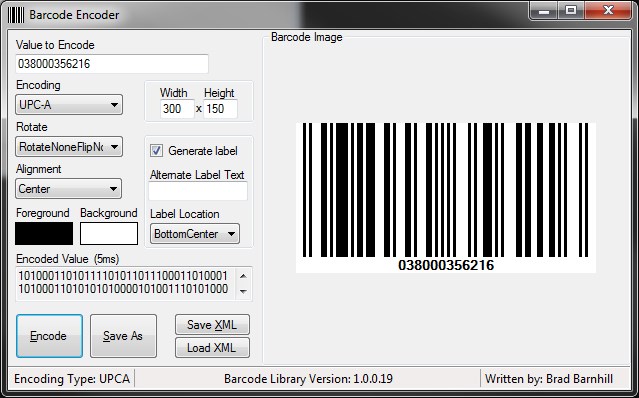 Barcode Encoder
Value to Encode
038000356216
Encoding
UPC-A
Width Height
300 x 150
Rotate
RotateNoneFlipNo
Generate label
Alignment
Center
Alternate Label Text
Foreground Background
Label Location
BottomCenter
Encoded Value (5ms)
10100011010111101011011100011010001
10100011010101010000101001110101000
Encode
Save As
Save XML
Load XML
Barcode Image
038000356216
Encoding Type: UPCA
Barcode Library Version: 1.0.0.19
Written by: Brad Barnhill